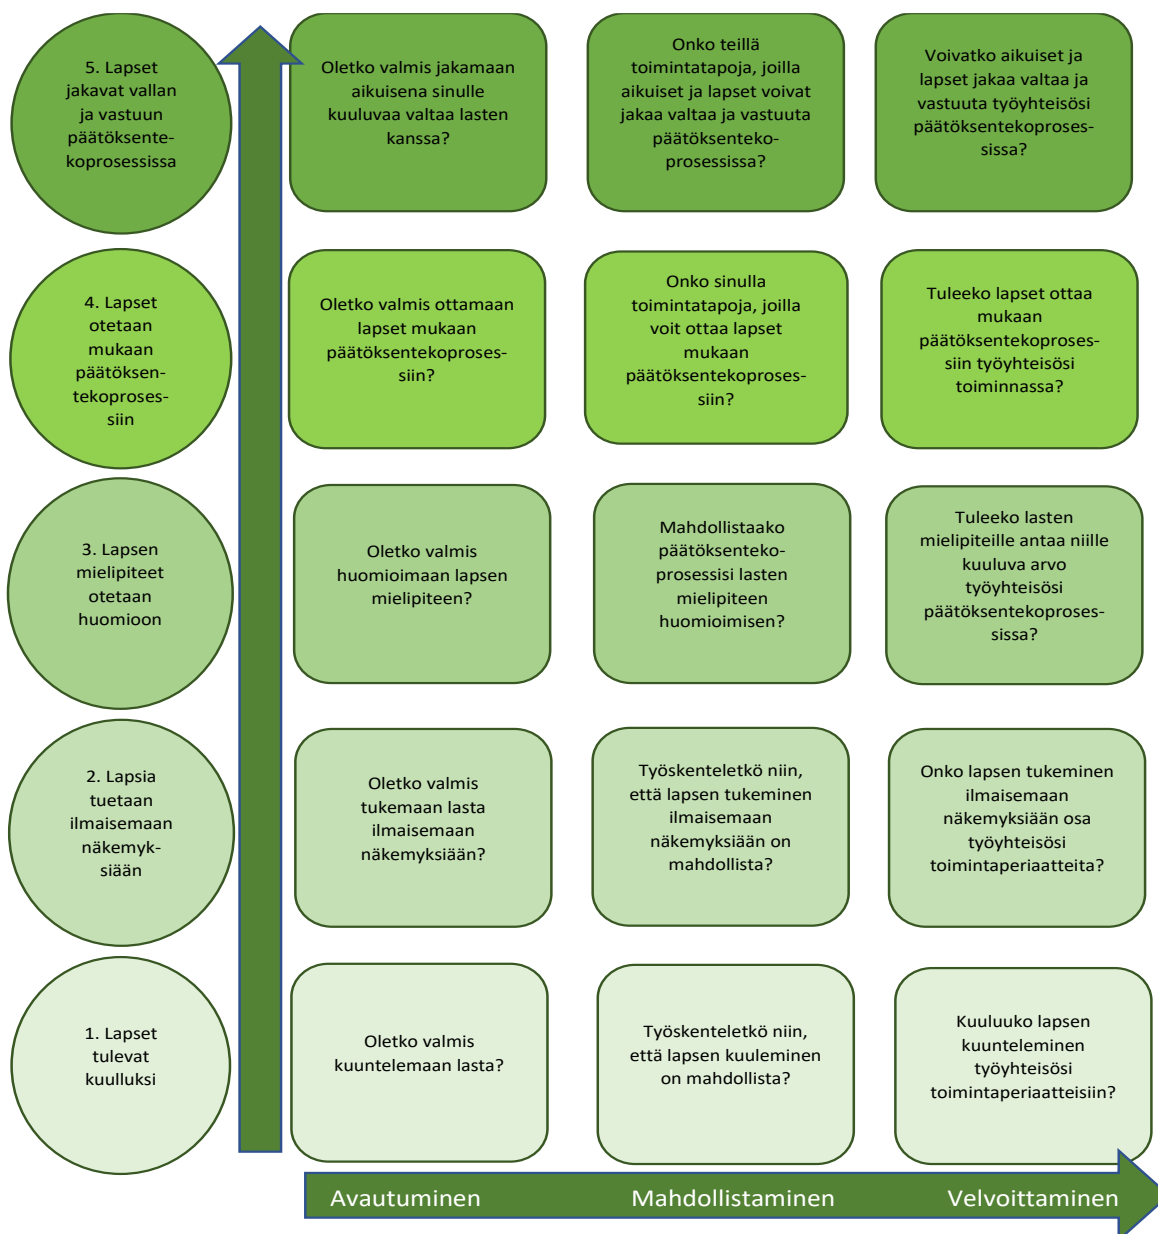 5. Lapset
jakavat vallan
ja vastuun
päätöksente-
koprosessissa
Oletko valmis jakamaan
aikuisena sinulle
kuuluvaa valtaa lasten
kanssa?
Onko teillä
toimintatapoja, joilla
aikuiset ja lapset voivat
jakaa valtaa ja vastuuta
päätöksenteko-
prosessissa?
Voivatko aikuiset ja
lapset jakaa valtaa ja
vastuuta työyhteisösi
päätöksentekoproses-
sissa?
4. Lapset
otetaan
mukaan
päätöksen-
tekoproses-
siin
Oletko valmis ottamaan
lapset mukaan
päätöksentekoproses-
siin?
Onko sinulla
toimintatapoja, joilla
voit ottaa lapset
mukaan
päätöksentekoproses-
siin?
Tuleeko lapset ottaa
mukaan
päätöksentekoproses-
siin työyhteisösi
toiminnassa?
3. Lapsen
mielipiteet
otetaan
huomioon
Oletko valmis
huomioimaan lapsen
mielipiteen?
Mahdollistaako
päätöksenteko-
prosessisi lasten
mielipiteen
huomioimisen?
Tuleeko lasten
mielipiteille antaa niille
kuuluva arvo
työyhteisösi
päätöksentekoproses-
sissa?
2. Lapsia
tuetaan
ilmaisemaan
näkemyk-
siään
Oletko valmis
tukemaan lasta
ilmaisemaan
näkemyksiään?
Työskenteletkö niin,
että lapsen tukeminen
ilmaisemaan
näkemyksiään on
mahdollista?
Onko lapsen tukeminen
ilmaisemaan
näkemyksiään osa
työyhteisösi
toimintaperiaatteita?
1. Lapset
tulevat
kuulluksi
Oletko valmis
kuuntelemaan lasta?
Työskenteletkö niin,
että lapsen kuuleminen
on mahdollista?
Kuuluuko lapsen
kuunteleminen
työyhteisösi
toimintaperiaatteisiin?
Avautuminen Mahdollistaminen Velvoittaminen